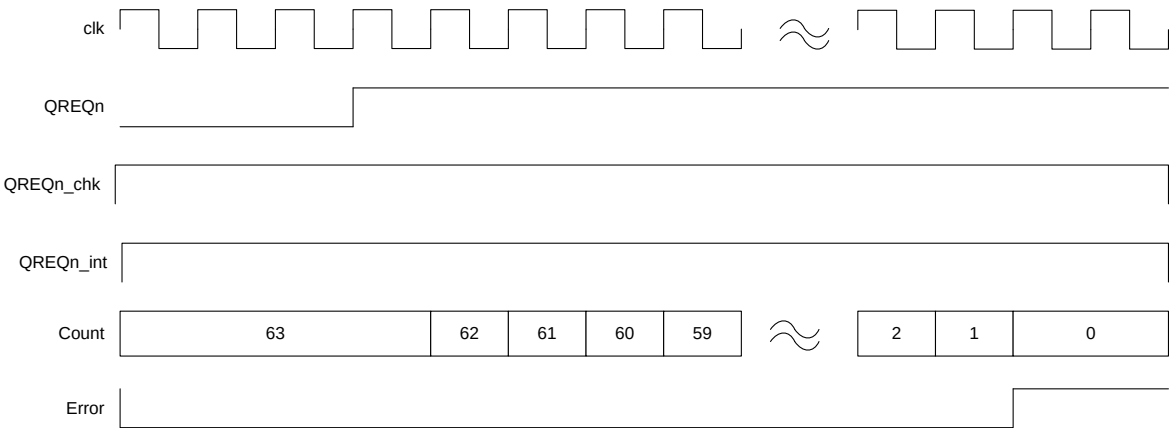 clk
QREQn
QREQn_chk
QREQn_int
Count 63 62 61 60 59 2 1 0
Error